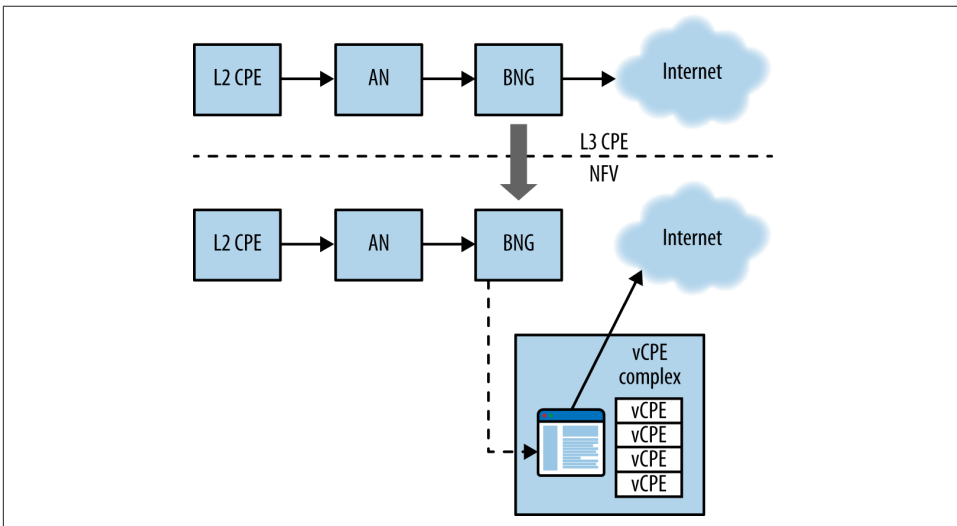 L2 CPE
AN
BNG
Internet
L3 CPE
NFV
L2 CPE
AN
BNG
Internet
vCPE
complex
vCPE
vCPE
vCPE
vCPE